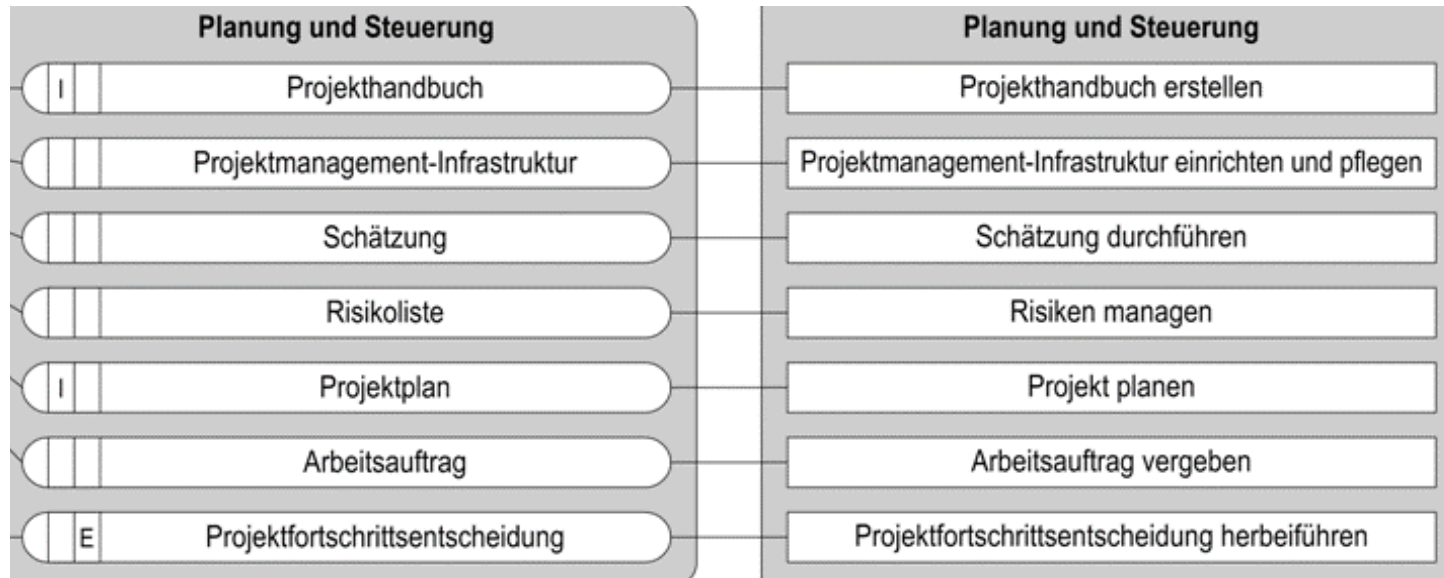 Planung und Steuerung
Planung und Steuerung
I
Projekthandbuch
Projekthandbuch erstellen
Projektmanagement-Infrastruktur
Projektmanagement-Infrastruktur einrichten und pflegen
Schätzung
Schätzung durchführen
Risikoliste
Risiken managen
I
Projektplan
Projekt planen
Arbeitsauftrag
Arbeitsauftrag vergeben
E
Projektfortschrittsentscheidung
Projektfortschrittsentscheidung herbeiführen